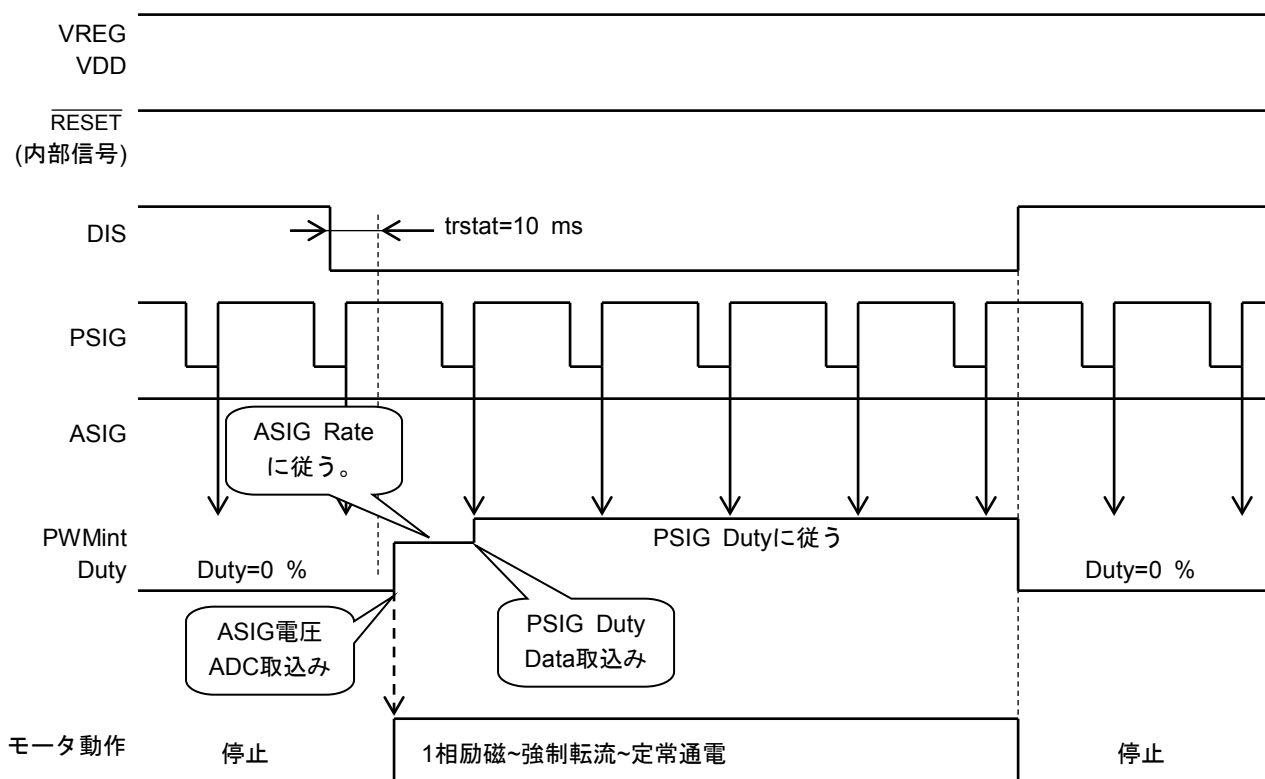 VREG
VDD
RESET
(内部信号)
DIS
trstat=10 ms
PSIG
ASIG
ASIG Rate
に従う。
PWMint
Duty
Duty=0 %
PSIG Dutyに従う
Duty=0 %
ASIG電圧
ADC取込み
PSIG Duty
Data取込み
モータ動作
停止
1相励磁~強制転流~定常通電
停止